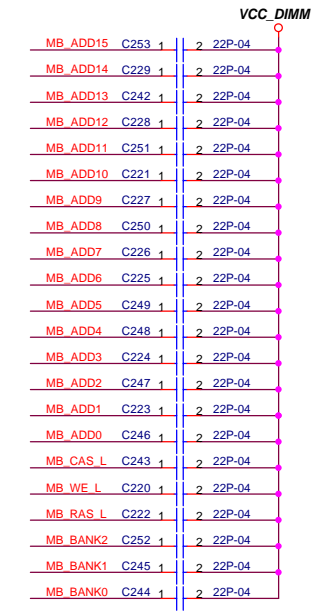 VCC_DIMM
MB_ADD15 C253 1 2 22P-04
MB_ADD14 C229 1 2 22P-04
MB_ADD13 C242 1 2 22P-04
MB_ADD12 C228 1 2 22P-04
MB_ADD11 C251 1 2 22P-04
MB_ADD10 C221 1 2 22P-04
MB_ADD9 C227 1 2 22P-04
MB_ADD8 C250 1 2 22P-04
MB_ADD7 C226 1 2 22P-04
MB_ADD6 C225 1 2 22P-04
MB_ADD5 C249 1 2 22P-04
MB_ADD4 C248 1 2 22P-04
MB_ADD3 C224 1 2 22P-04
MB_ADD2 C247 1 2 22P-04
MB_ADD1 C223 1 2 22P-04
MB_ADD0 C246 1 2 22P-04
MB_CAS_L C243 1 2 22P-04
MB_WE_L C220 1 2 22P-04
MB_RAS_L C222 1 2 22P-04
MB_BANK2 C252 1 2 22P-04
MB_BANK1 C245 1 2 22P-04
MB_BANK0 C244 1 2 22P-04